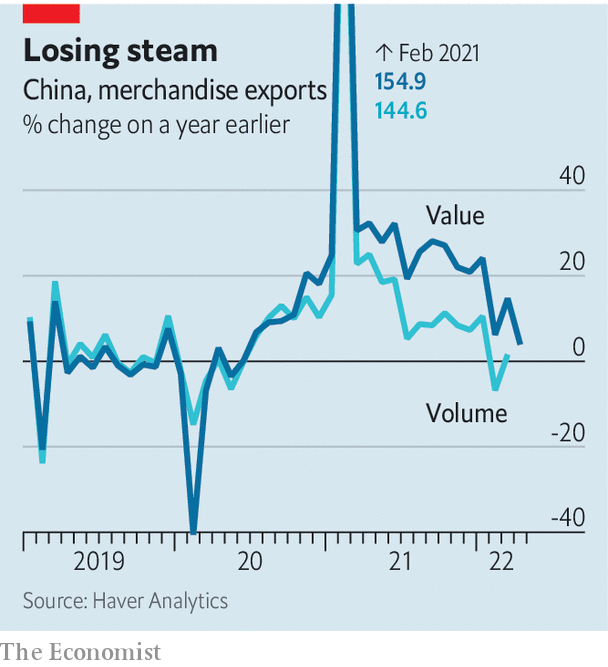 Losing steam
China, merchandise exports
% change on a year earlier
↑ Feb 2021
154.9
144.6
40
Value
20
0
Volume
-20
-40
2019 20 21 22
Source: Haver Analytics
The Economist